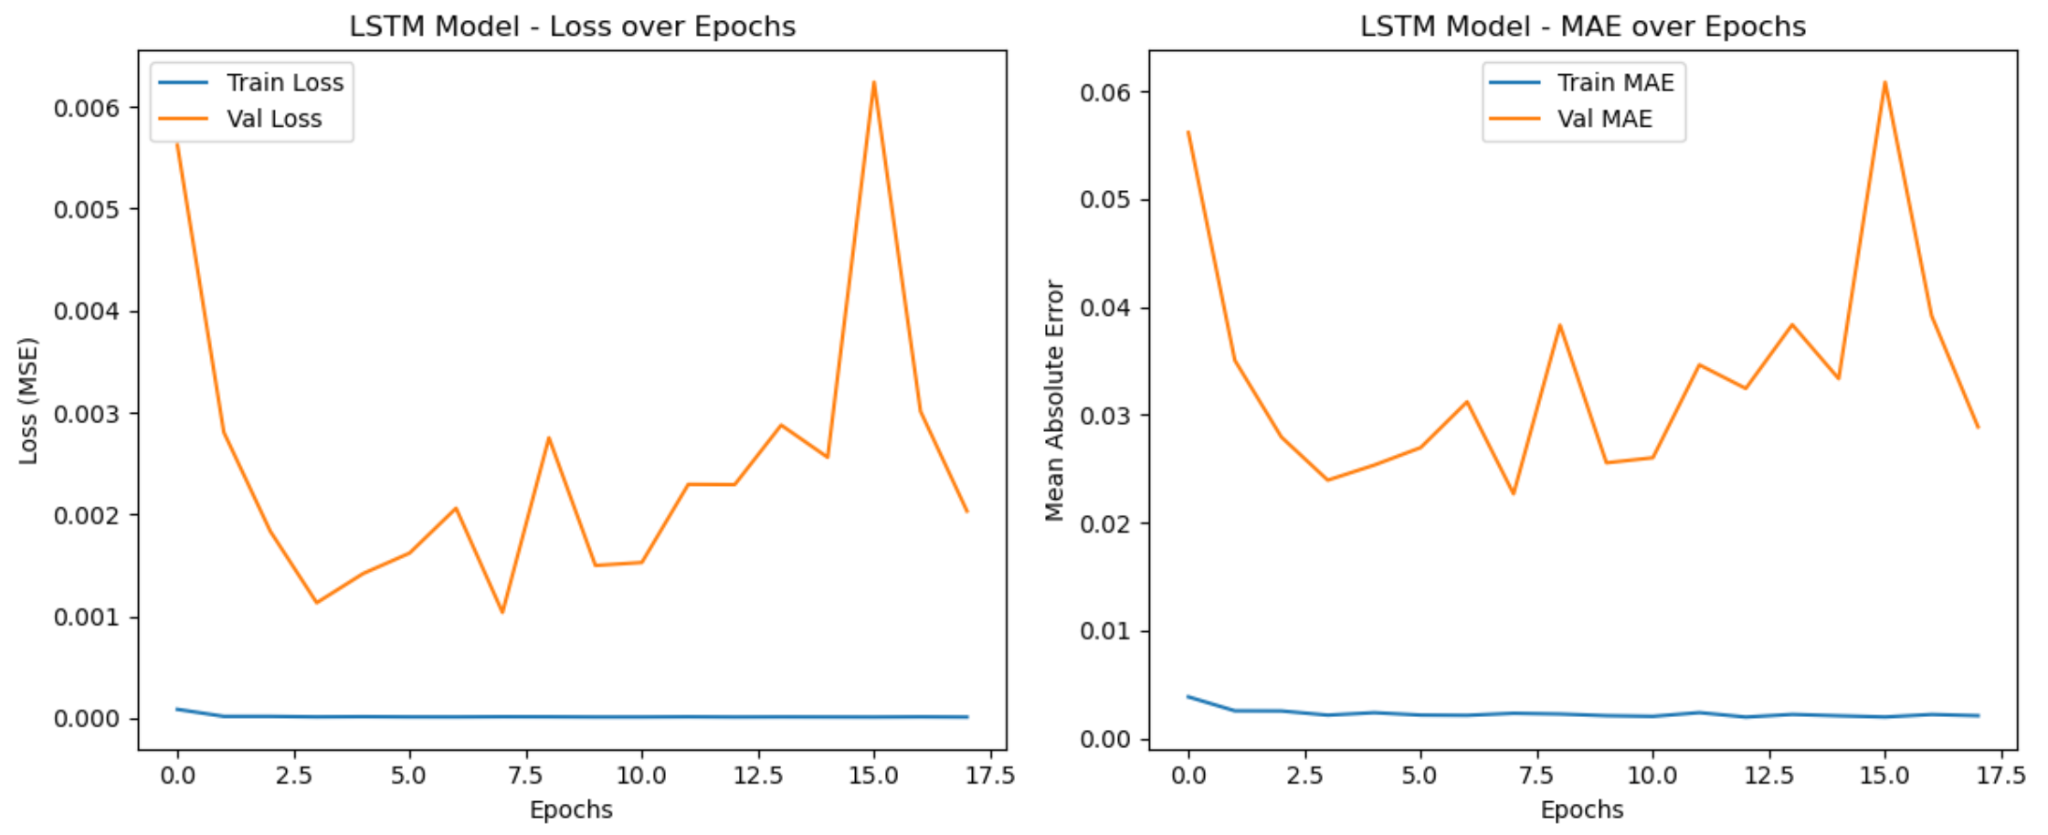 LSTM Model - Loss over Epochs
Train Loss
Val Loss
0.006
0.005
0.004
0.003
0.002
0.001
0.000
Loss (MSE)
0.0 2.5 5.0 7.5 10.0 12.5 15.0 17.5
Epochs
LSTM Model - MAE over Epochs
Train MAE
Val MAE
0.06
0.05
0.04
0.03
0.02
0.01
0.00
Mean Absolute Error
0.0 2.5 5.0 7.5 10.0 12.5 15.0 17.5
Epochs